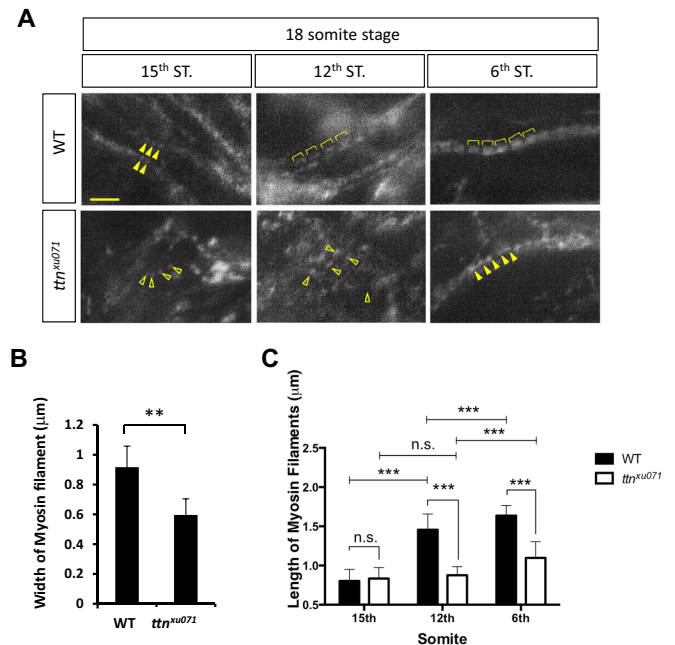 A
18 somite stage
15th ST.
12th ST.
6th ST.
WT
ttnxu071
B
Width of Myosin filament (μm)
1.2
1
0.8
0.6
0.4
0.2
0
**
WT
ttnxu071
C
Length of Myosin Filaments (μm)
2.5
2.0
1.5
1.0
0.5
***
n.s.
***
***
***
***
n.s.
WT
ttnxu071
15th
12th
6th
Somite